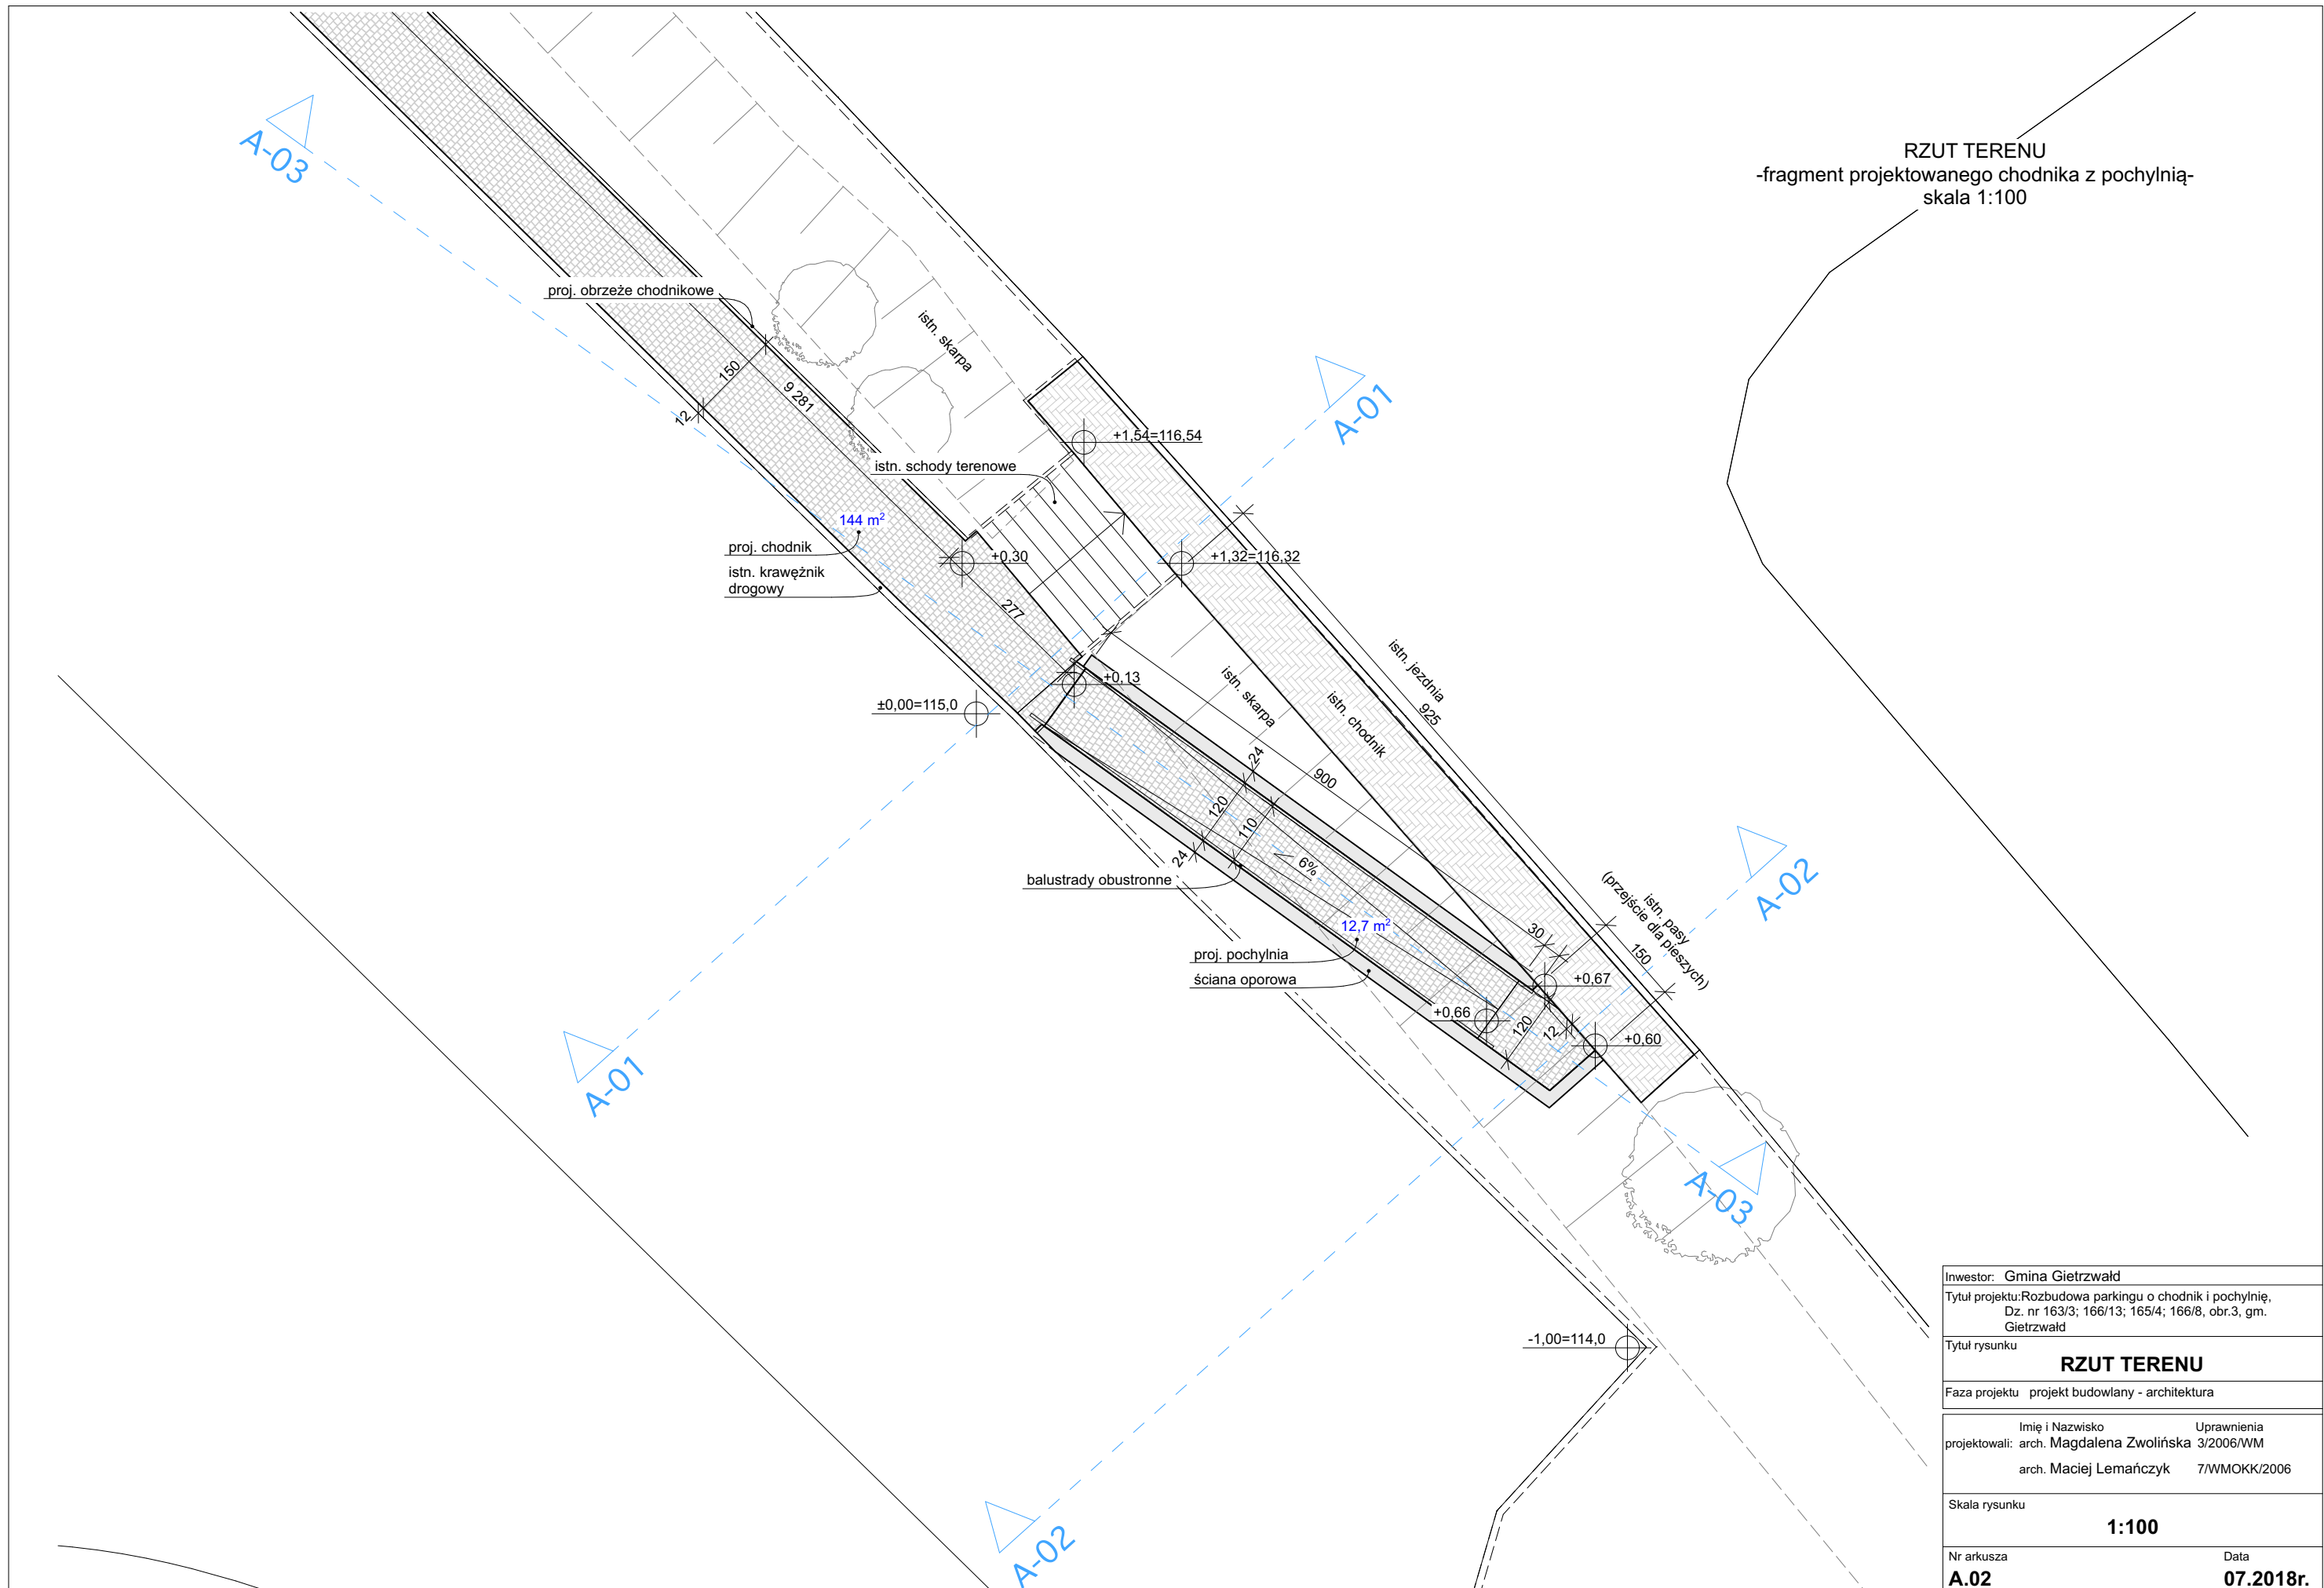 A-03
RZUT TERENU
-fragment projektowanego chodnika z pochylnią-
skala 1:100
proj. obrzeże chodnikowe
istn. skarpa
150
9 281
12
A-01
+1,54=116,54
istn. schody terenowe
144 m²
proj. chodnik
istn. krawężnik
drogowy
+0,30
+1,32=116,32
277
istn. jezdnia
925
+0,13
±0,00=115,0
istn. skarpa
istn. chodnik
24
900
120
110
24
6%
balustrady obustronne
A-02
istn. pasy
(przejście dla pieszych)
150
12,7 m²
30
proj. pochylnia
ściana oporowa
+0,67
+0,66
120
12
+0,60
A-01
A-03
-1,00=114,0
A-02
Inwestor: Gmina Gietrzwałd
Tytuł projektu:Rozbudowa parkingu o chodnik i pochylnię,
Dz. nr 163/3; 166/13; 165/4; 166/8, obr.3, gm.
Gietrzwałd
Tytuł rysunku
RZUT TERENU
Faza projektu projekt budowlany - architektura
Imię i Nazwisko Uprawnienia
projektowali: arch. Magdalena Zwolińska 3/2006/WM
arch. Maciej Lemańczyk 7/WMOKK/2006
Skala rysunku
1:100
Nr arkusza Data
A.02 07.2018r.